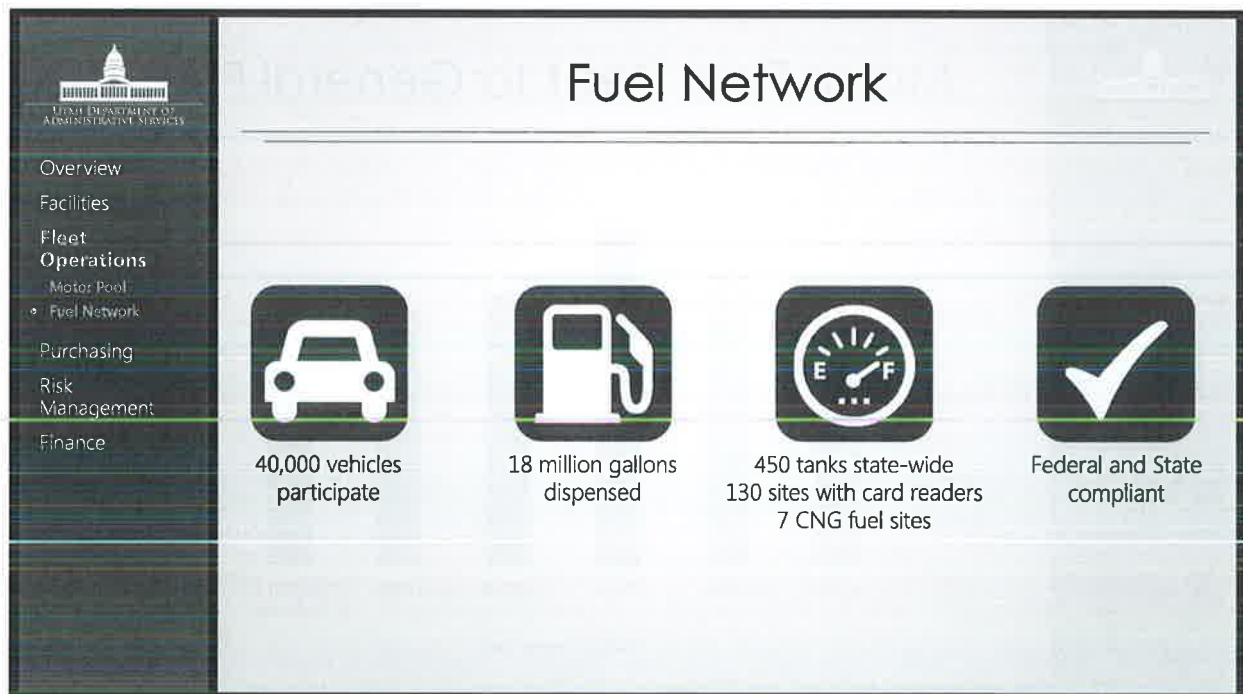 UTAH DEPARTMENT OF
ADMINISTRATIVE SERVICES
Overview
Facilities
Fleet
Operations
Motor Pool
• Fuel Network
Purchasing
Risk
Management
Finance
Fuel Network
40,000 vehicles
participate
18 million gallons
dispensed
E F
450 tanks state-wide
130 sites with card readers
7 CNG fuel sites
Federal and State
compliant